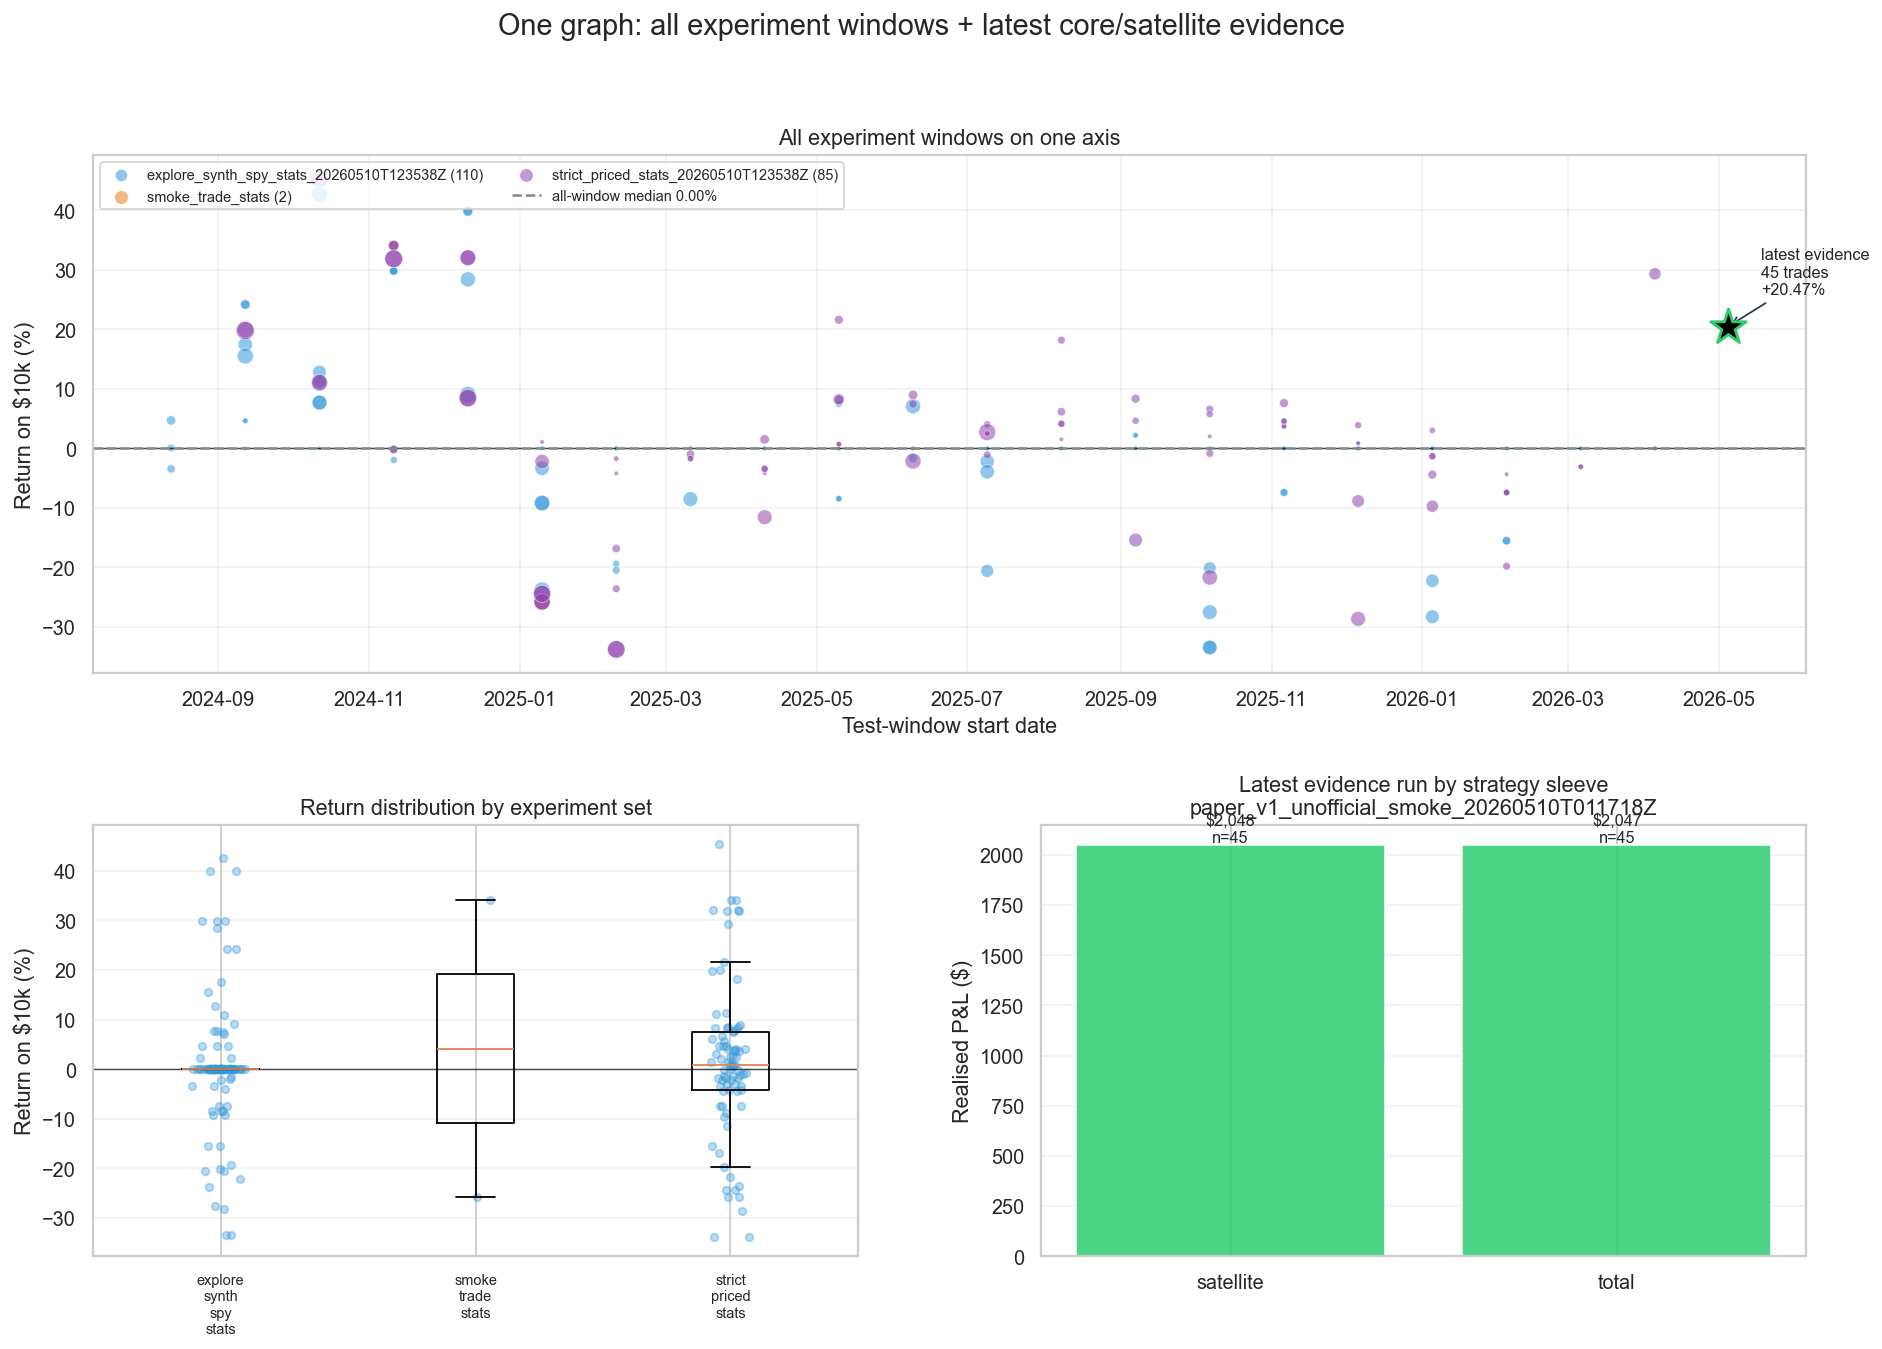 One graph: all experiment windows + latest core/satellite evidence
All experiment windows on one axis
explore_synth_spy_stats_20260510T123538Z (110)
smoke_trade_stats (2)
strict_priced_stats_20260510T123538Z (85)
all-window median 0.00%
latest evidence
45 trades
+20.47%
Return on $10k (%)
40
30
20
10
0
−10
−20
−30
2024-09
2024-11
2025-01
2025-03
2025-05
2025-07
2025-09
2025-11
2026-01
2026-03
2026-05
Test-window start date
Return distribution by experiment set
Return on $10k (%)
40
30
20
10
0
−10
−20
−30
explore
synth
spy
stats
smoke
trade
stats
strict
priced
stats
Latest evidence run by strategy sleeve
paper_v1_unofficial_smoke_20260510T011718Z
$2,048
n=45
$2,047
n=45
Realised P&L ($)
2000
1750
1500
1250
1000
750
500
250
0
satellite
total